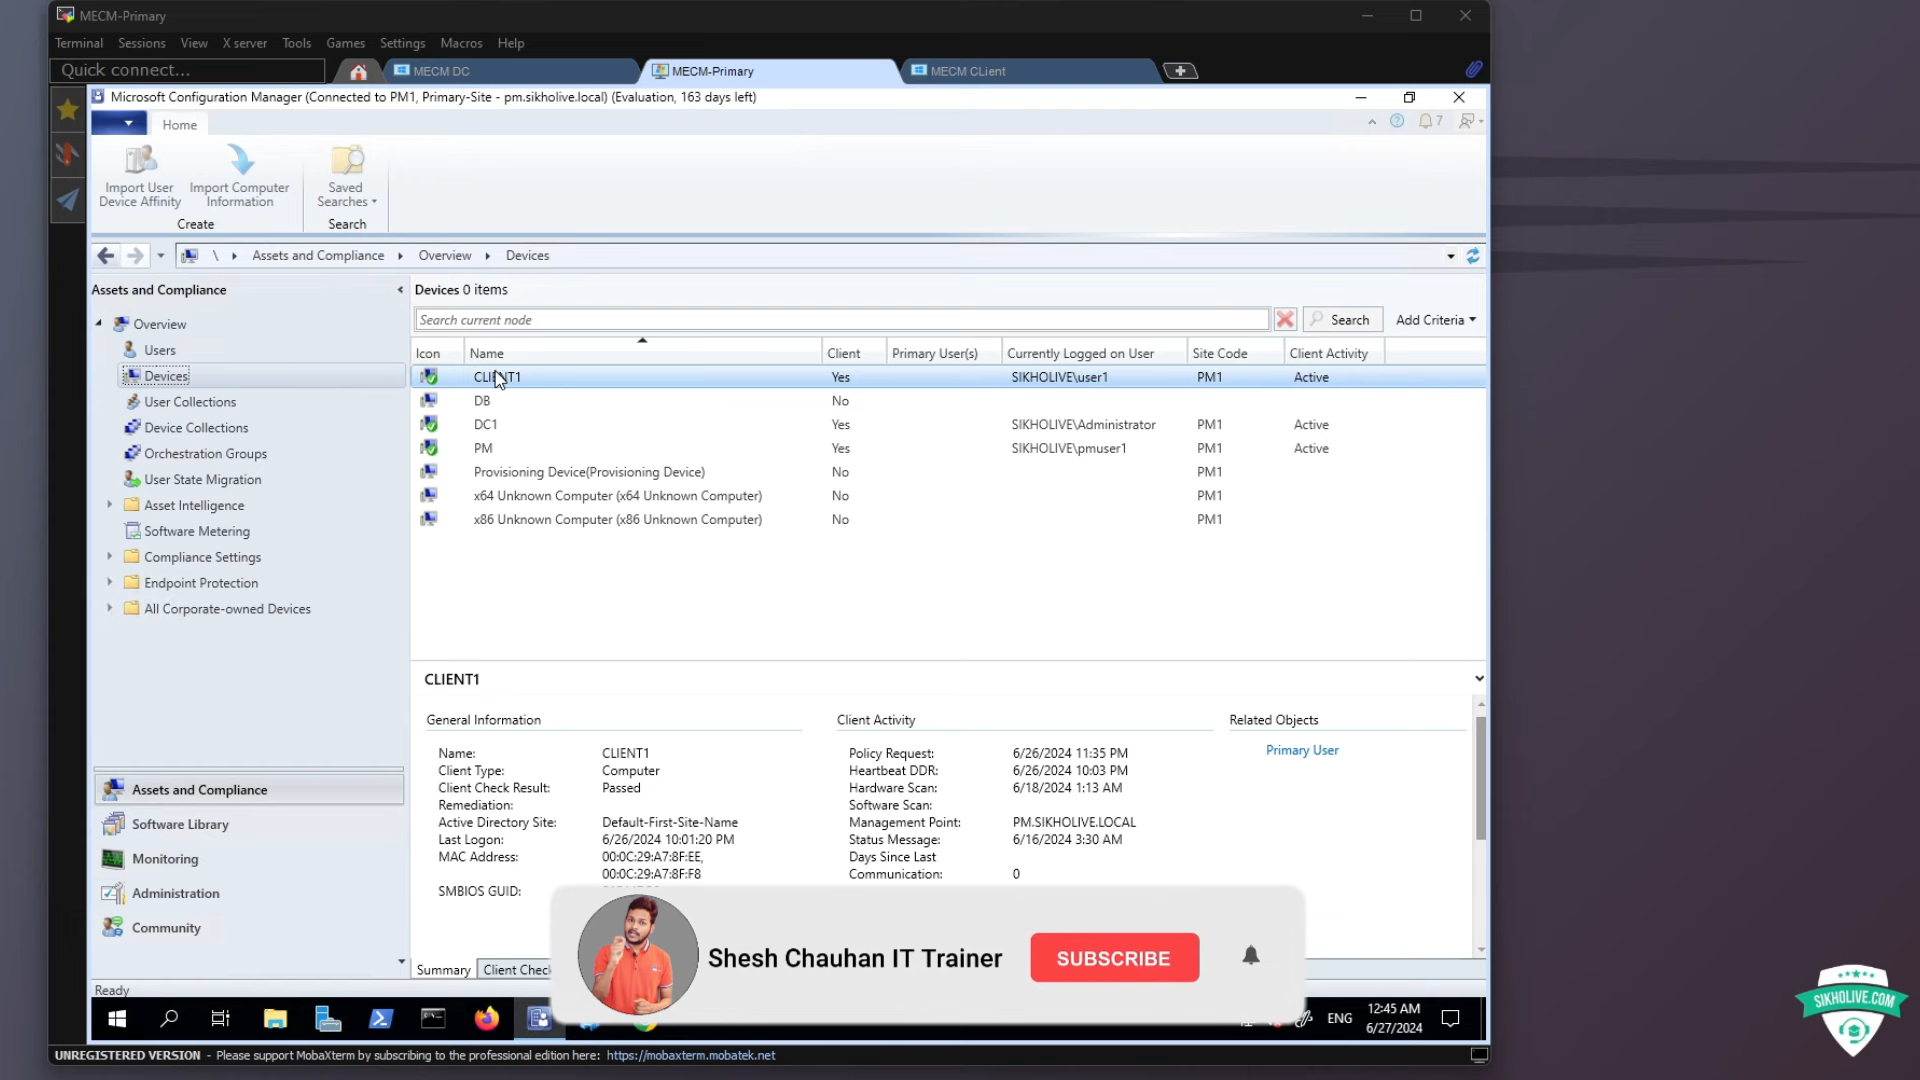 MECM-Primary
Terminal Sessions View X server Tools Games Settings Macros Help
Quick connect... MECM DC MECM-Primary MECM CLient
Microsoft Configuration Manager (Connected to PM1, Primary-Site - pm.sikholive.local) (Evaluation, 163 days left)
Home 7
Import User Device Affinity
Import Computer Information
Saved Searches
Create Search
\ Assets and Compliance Overview Devices
Assets and Compliance
Overview
Users
Devices
User Collections
Device Collections
Orchestration Groups
User State Migration
Asset Intelligence
Software Metering
Compliance Settings
Endpoint Protection
All Corporate-owned Devices
Assets and Compliance
Software Library
Monitoring
Administration
Community
Devices 0 items
Search current node Search Add Criteria
Icon Name Client Primary User(s) Currently Logged on User Site Code Client Activity
CLIENT1 Yes SIKHOLIVE\user1 PM1 Active
DB No
DC1 Yes SIKHOLIVE\Administrator PM1 Active
PM Yes SIKHOLIVE\pmuser1 PM1 Active
Provisioning Device(Provisioning Device) No PM1
x64 Unknown Computer (x64 Unknown Computer) No PM1
x86 Unknown Computer (x86 Unknown Computer) No PM1
CLIENT1
General Information
Name: CLIENT1
Client Type: Computer
Client Check Result: Passed
Remediation:
Active Directory Site: Default-First-Site-Name
Last Logon: 6/26/2024 10:01:20 PM
MAC Address: 00:0C:29:A7:8F:EE,
00:0C:29:A7:8F:F8
SMBIOS GUID:
Client Activity
Policy Request: 6/26/2024 11:35 PM
Heartbeat DDR: 6/26/2024 10:03 PM
Hardware Scan: 6/18/2024 1:13 AM
Software Scan:
Management Point: PM.SIKHOLIVE.LOCAL
Status Message: 6/16/2024 3:30 AM
Days Since Last
Communication: 0
Related Objects
Primary User
Summary Client Chec
Shesh Chauhan IT Trainer SUBSCRIBE
Ready
ENG 12:45 AM
6/27/2024
UNREGISTERED VERSION - Please support MobaXterm by subscribing to the professional edition here: https://mobaxterm.mobatek.net
SIKHOLIVE.COM